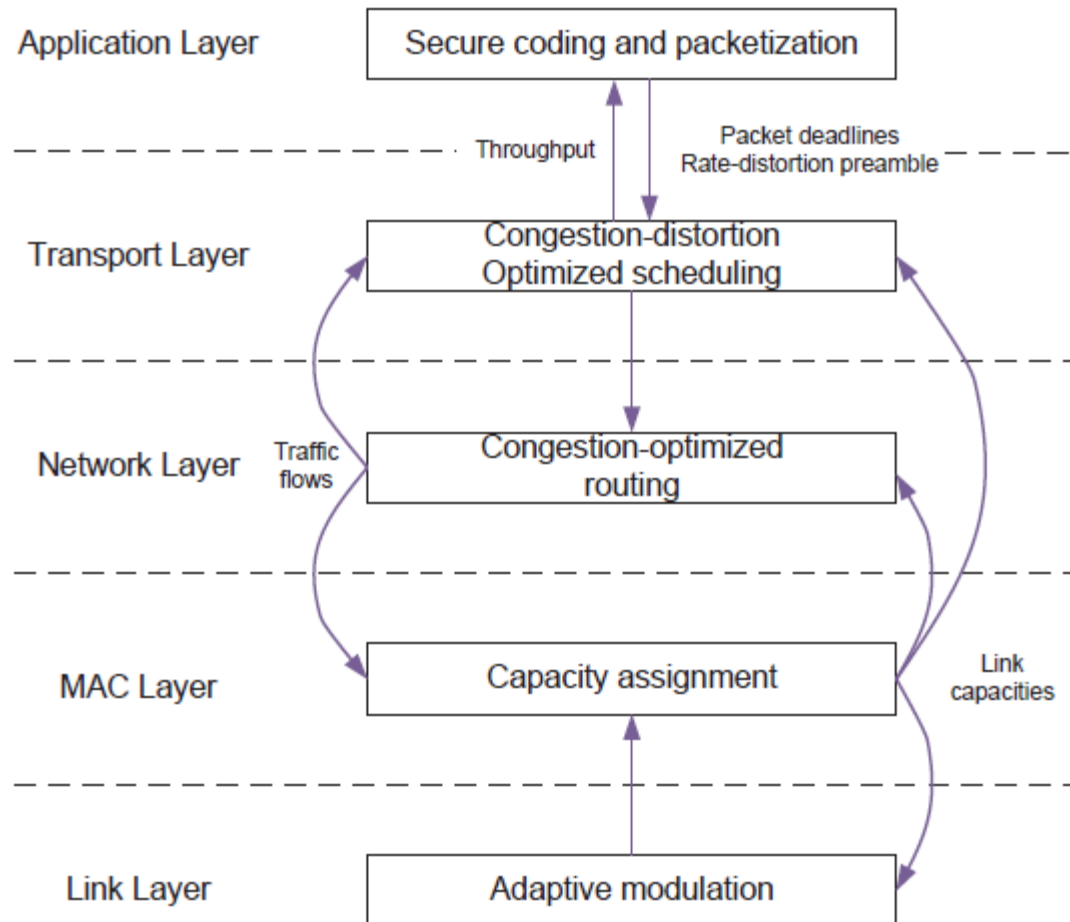 Application Layer
Secure coding and packetization
Throughput
Packet deadlines
Rate-distortion preamble
Transport Layer
Congestion-distortion
Optimized scheduling
Network Layer
Traffic
flows
Congestion-optimized
routing
MAC Layer
Capacity assignment
Link
capacities
Link Layer
Adaptive modulation